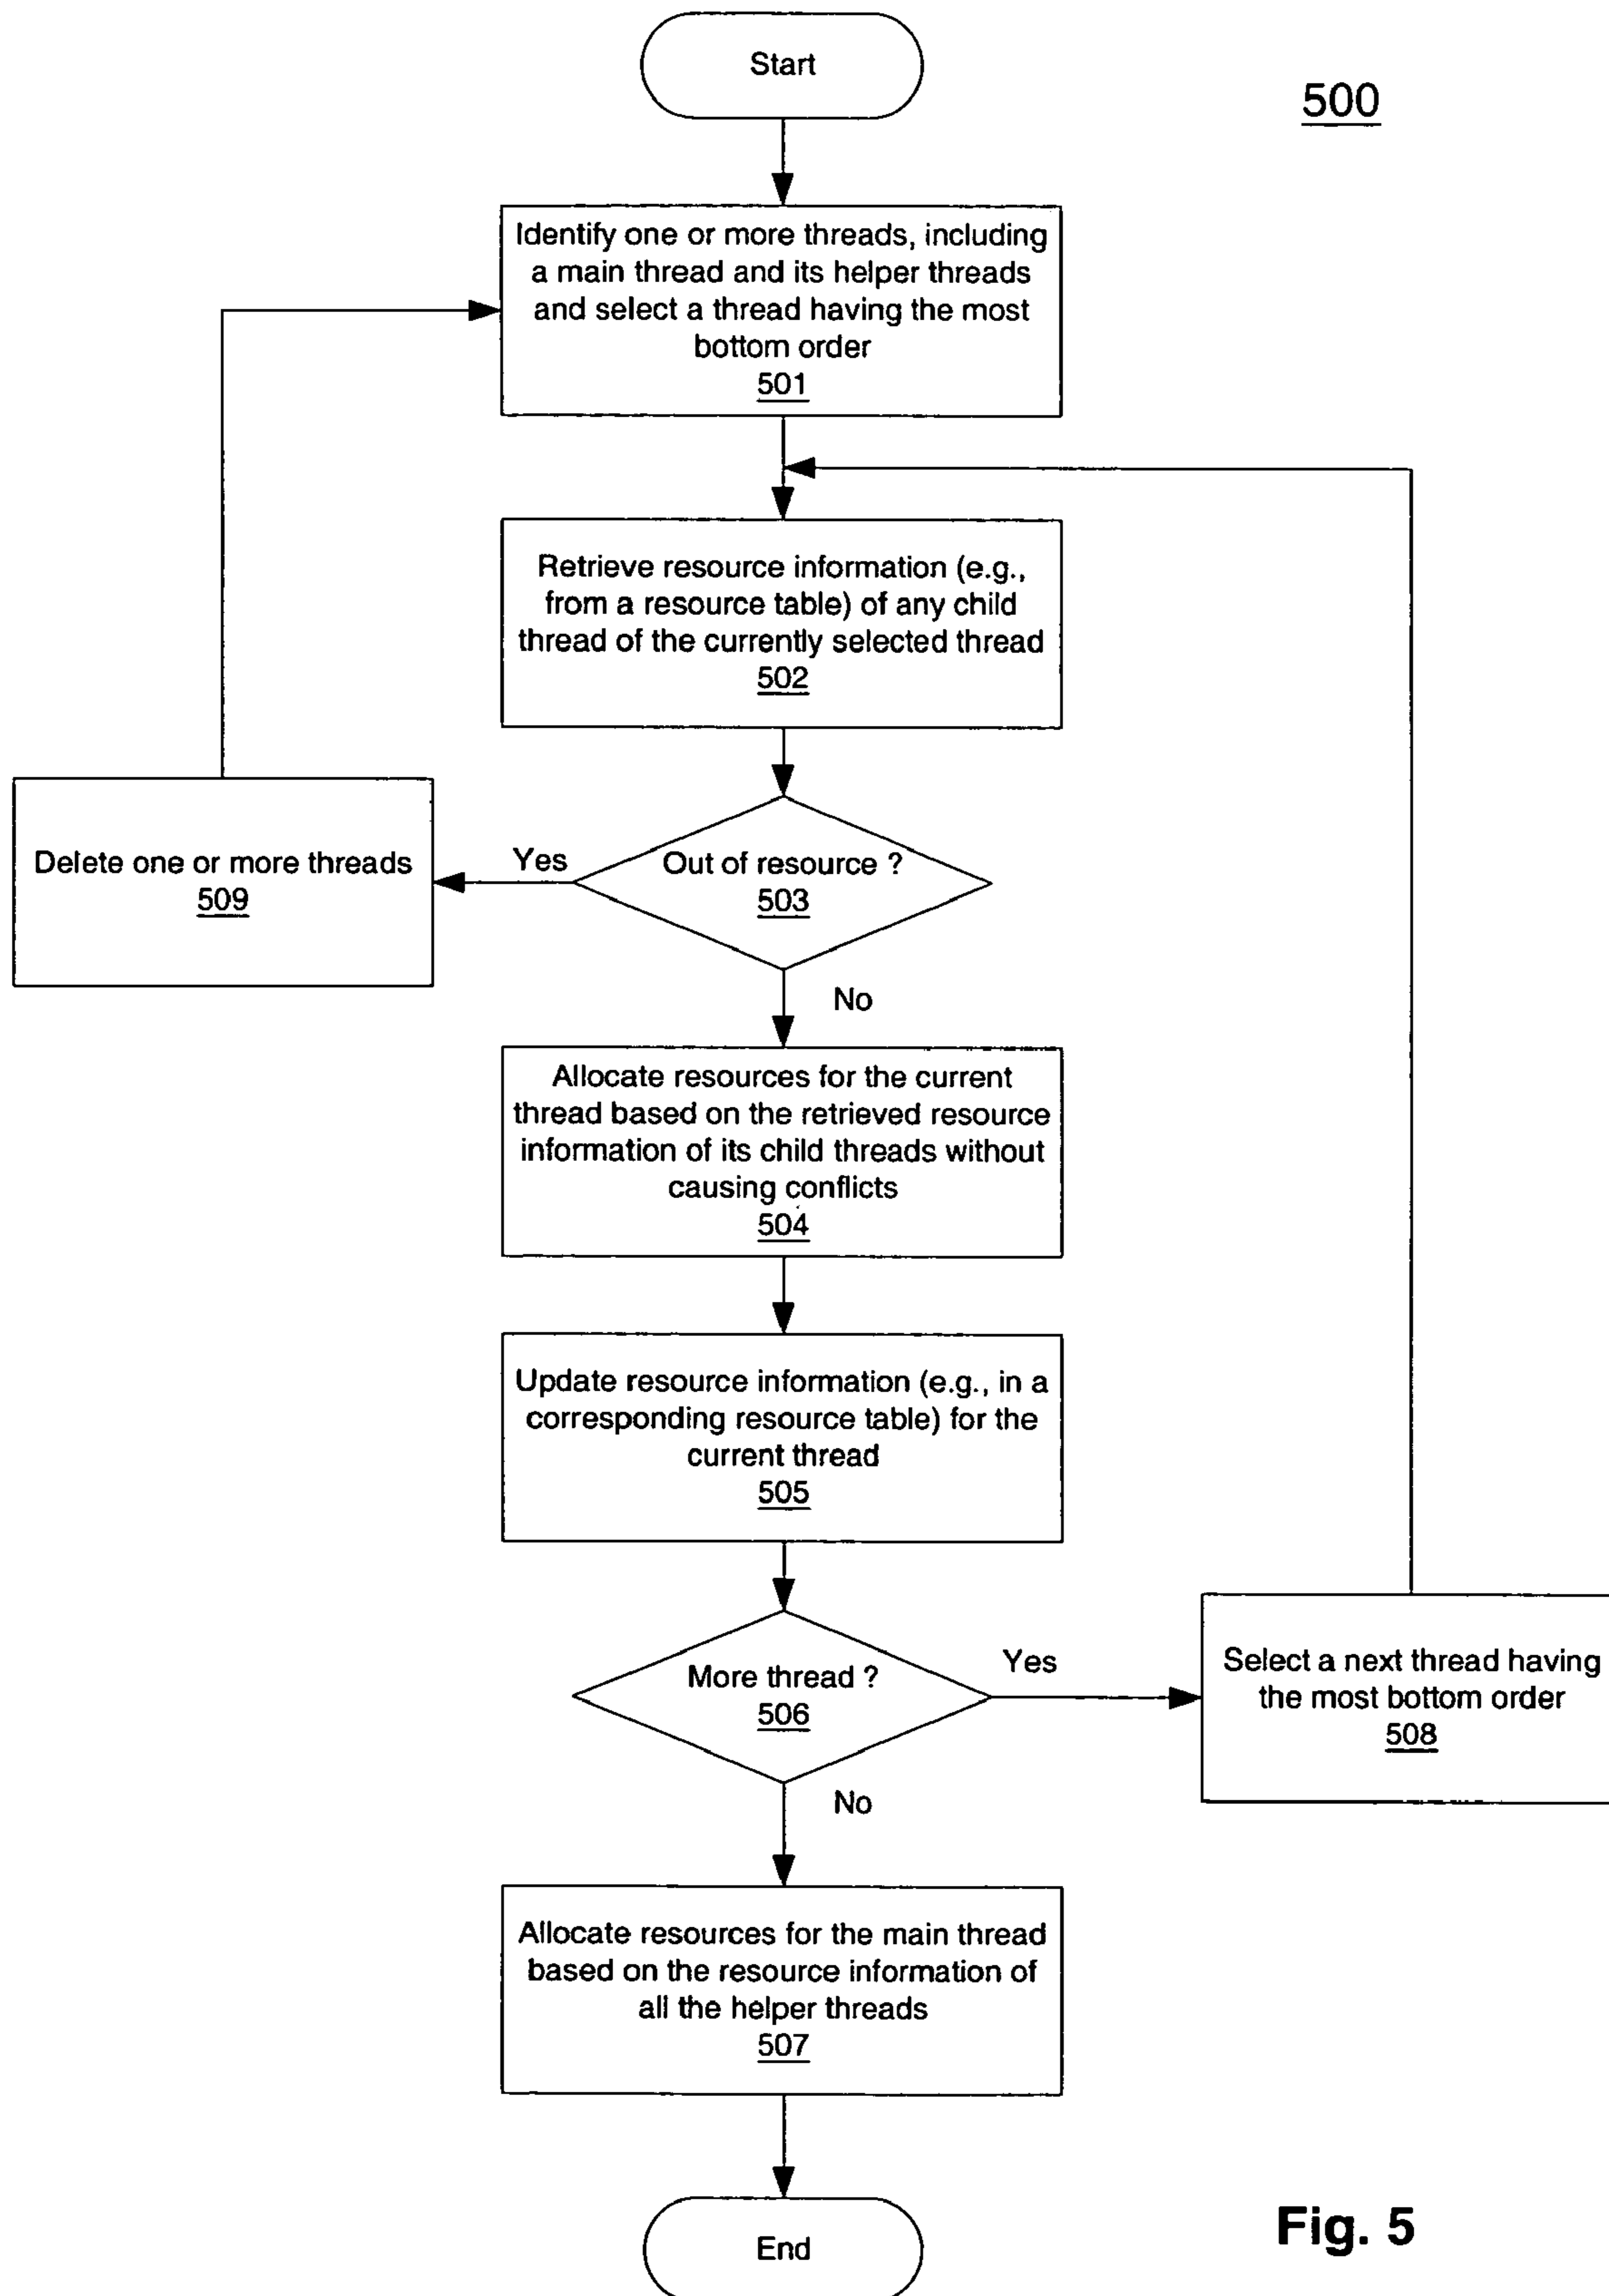 Start
500
Identify one or more threads, including
a main thread and its helper threads
and select a thread having the most
bottom order
501
Retrieve resource information (e.g.,
from a resource table) of any child
thread of the currently selected thread
502
Delete one or more threads
509
Yes
Out of resource ?
503
No
Allocate resources for the current
thread based on the retrieved resource
information of its child threads without
causing conflicts
504
Update resource information (e.g., in a
corresponding resource table) for the
current thread
505
More thread ?
506
Yes
Select a next thread having
the most bottom order
508
No
Allocate resources for the main thread
based on the resource information of
all the helper threads
507
End
Fig. 5